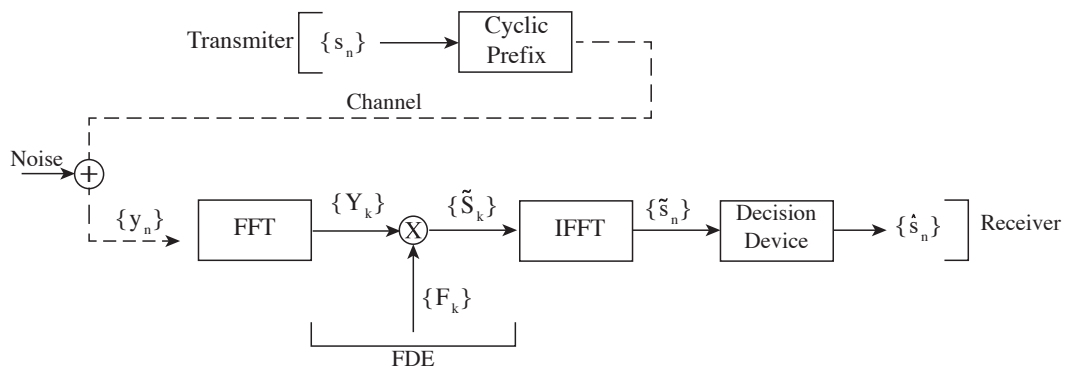 Transmiter
{s_n}
Cyclic
Prefix
Channel
Noise
+
{y_n}
FFT
{Y_k}
X
{S̃_k}
IFFT
{s̃_n}
Decision
Device
{ŝ_n}
Receiver
{F_k}
FDE